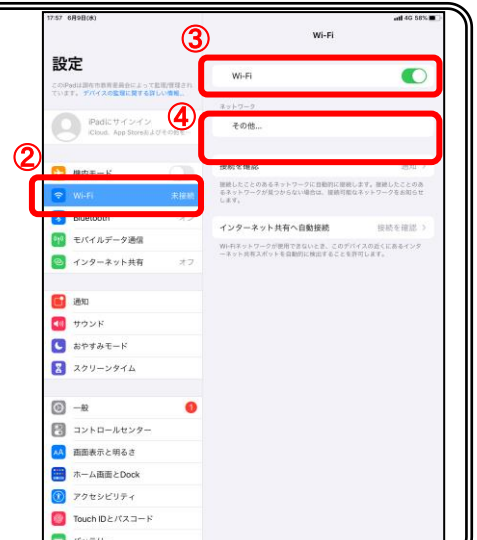 17:57 6月9日(水)
4G 58%
Wi-Fi
③
設定
このiPadは調布市教育委員会によって監視/管理され
ています。デバイスの監視に関する詳しい情報...
Wi-Fi
ネットワーク
iPadにサインイン
iCloud、App Storeおよびその他を
④
その他...
②
機内モード
接続を確認
通知
Wi-Fi 未接続
接続したことのあるネットワークに自動的に接続します。接続したことのあ
るネットワークが見つからない場合は、接続可能なネットワークをお知らせ
します。
Bluetooth オン
モバイルデータ通信
インターネット共有へ自動接続 接続を確認
インターネット共有 オフ
Wi-Fiネットワークが使用できないとき、このデバイスの近くにあるインタ
ーネット共有スポットを自動的に検出することを許可します。
通知
サウンド
おやすみモード
スクリーンタイム
一般 1
コントロールセンター
画面表示と明るさ
AA
ホーム画面とDock
アクセシビリティ
Touch IDとパスコード